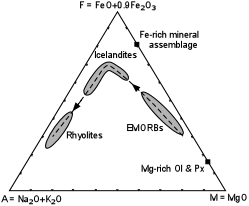 F = FeO+0.9Fe2O3
Fe-rich mineral
assemblage
Icelandites
Rhyolites
EMORBs
Mg-rich Ol & Px
A = Na2O+K2O
M = MgO